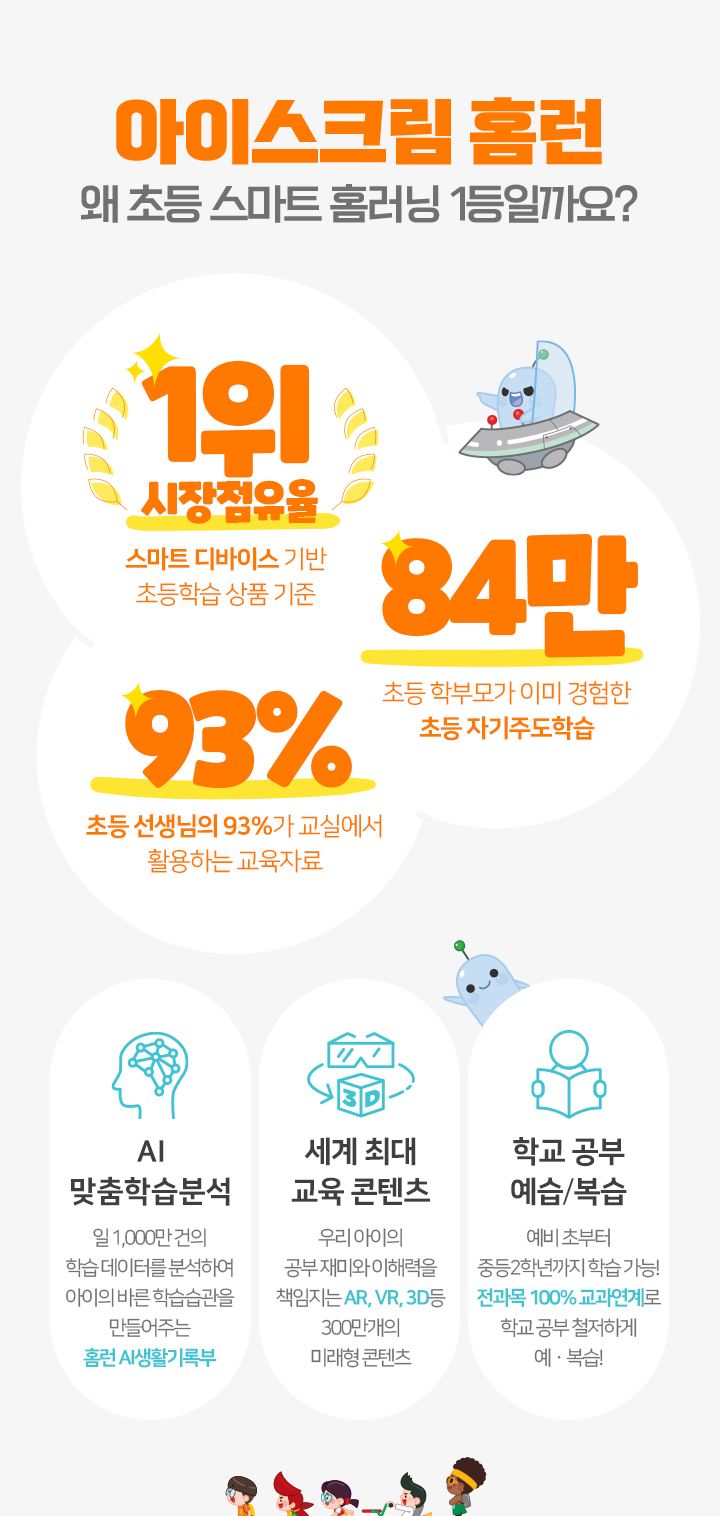 아이스크림 홈런
왜 초등 스마트 홈러닝 1등일까요?
1위
시장점유율
스마트 디바이스 기반
초등학습 상품 기준
84만
초등 학부모가 이미 경험한
초등 자기주도학습
93%
초등 선생님의 93%가 교실에서
활용하는 교육자료
AI
맞춤학습분석
일 1,000만 건의
학습 데이터를 분석하여
아이의 바른 학습습관을
만들어주는
홈런 AI생활기록부
3D
세계 최대
교육 콘텐츠
우리 아이의
공부 재미와 이해력을
책임지는 AR, VR, 3D등
300만개의
미래형 콘텐츠
학교 공부
예습/복습
예비 초부터
중등2학년까지 학습 가능!
전과목 100% 교과연계로
학교 공부 철저하게
예 · 복습!